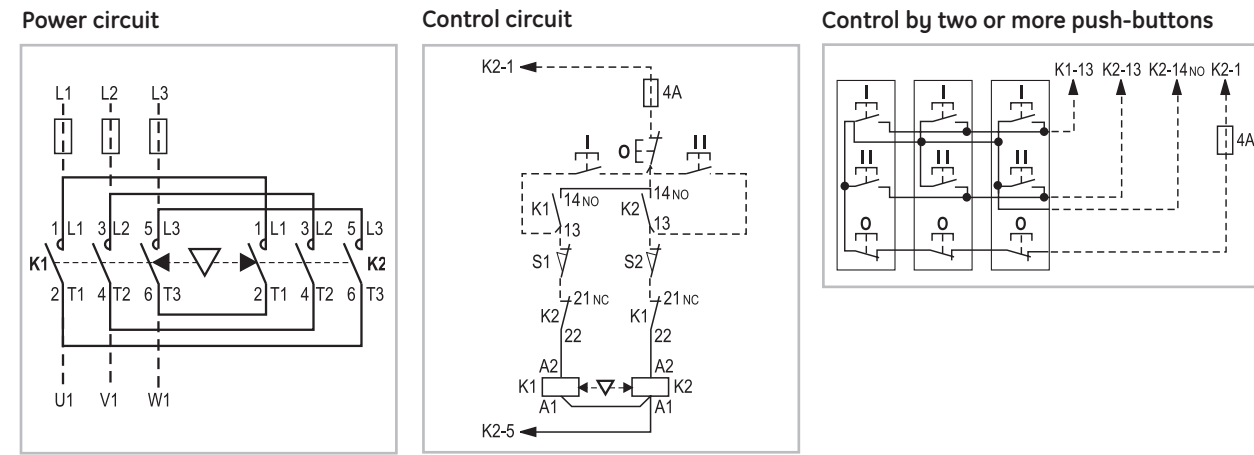 Power circuit
L1 L2 L3
1 L1 3 L2 5 L3 1 L1 3 L2 5 L3
K1 K2
2 T1 4 T2 6 T3 2 T1 4 T2 6 T3
U1 V1 W1
Control circuit
K2-1
4A
I O II
14NO 14NO
K1 K2
13 13
S1 S2
21 NC 21 NC
K2 K1
22 22
A2 A2
K1 K2
A1 A1
K2-5
Control by two or more push-buttons
K1-13 K2-13 K2-14NO K2-1
I I I
4A
II II II
O O O